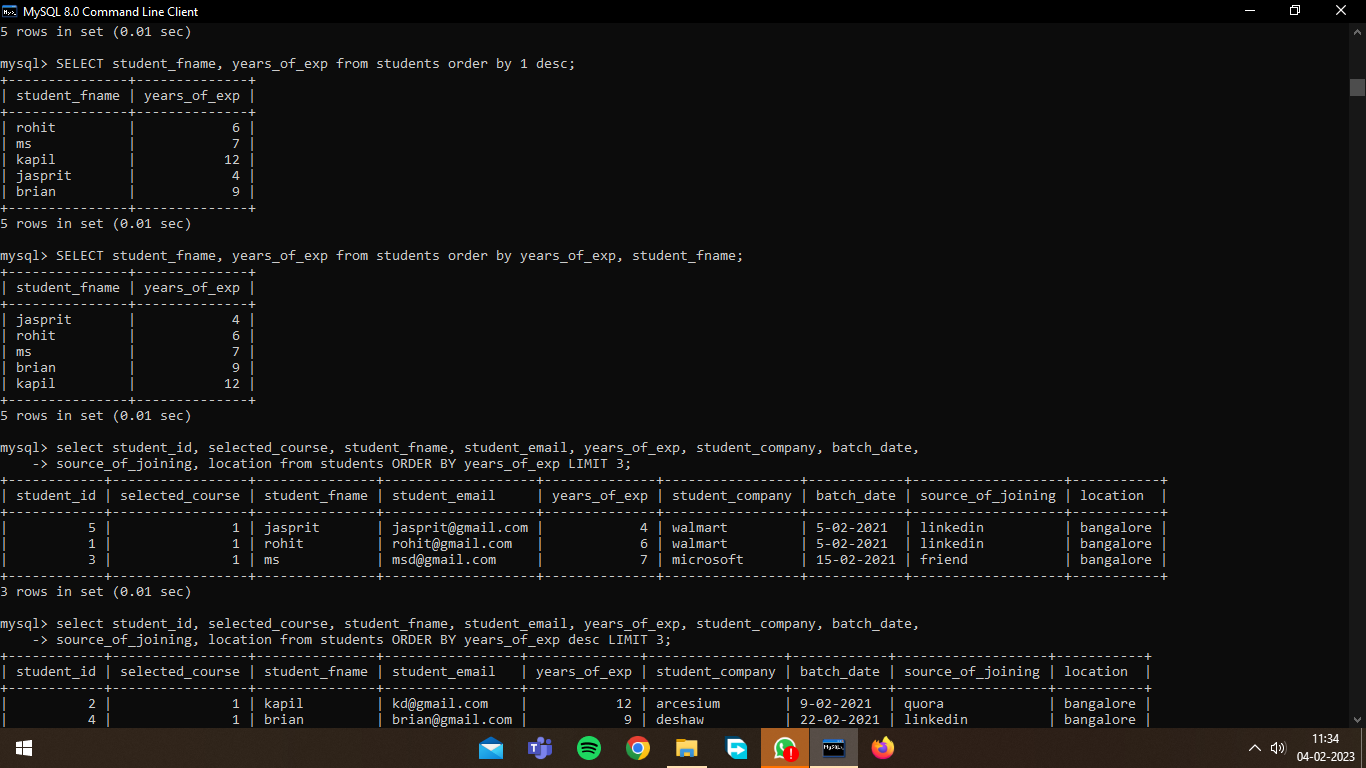 MySQL 8.0 Command Line Client
5 rows in set (0.01 sec)
mysql> SELECT student_fname, years_of_exp from students order by 1 desc;
+---------------+--------------+
| student_fname | years_of_exp |
+---------------+--------------+
| rohit         |            6 |
| ms            |            7 |
| kapil         |           12 |
| jasprit       |            4 |
| brian         |            9 |
+---------------+--------------+
5 rows in set (0.01 sec)
mysql> SELECT student_fname, years_of_exp from students order by years_of_exp, student_fname;
+---------------+--------------+
| student_fname | years_of_exp |
+---------------+--------------+
| jasprit       |            4 |
| rohit         |            6 |
| ms            |            7 |
| brian         |            9 |
| kapil         |           12 |
+---------------+--------------+
5 rows in set (0.01 sec)
mysql> select student_id, selected_course, student_fname, student_email, years_of_exp, student_company, batch_date,
    -> source_of_joining, location from students ORDER BY years_of_exp LIMIT 3;
+------------+-----------------+---------------+-------------------+--------------+-----------------+------------+-------------------+-----------+
| student_id | selected_course | student_fname | student_email     | years_of_exp | student_company | batch_date | source_of_joining | location  |
+------------+-----------------+---------------+-------------------+--------------+-----------------+------------+-------------------+-----------+
|          5 |               1 | jasprit       | jasprit@gmail.com |            4 | walmart         | 5-02-2021  | linkedin          | bangalore |
|          1 |               1 | rohit         | rohit@gmail.com   |            6 | walmart         | 5-02-2021  | linkedin          | bangalore |
|          3 |               1 | ms            | msd@gmail.com     |            7 | microsoft       | 15-02-2021 | friend            | bangalore |
+------------+-----------------+---------------+-------------------+--------------+-----------------+------------+-------------------+-----------+
3 rows in set (0.01 sec)
mysql> select student_id, selected_course, student_fname, student_email, years_of_exp, student_company, batch_date,
    -> source_of_joining, location from students ORDER BY years_of_exp desc LIMIT 3;
+------------+-----------------+---------------+-----------------+--------------+-----------------+------------+-------------------+-----------+
| student_id | selected_course | student_fname | student_email   | years_of_exp | student_company | batch_date | source_of_joining | location  |
+------------+-----------------+---------------+-----------------+--------------+-----------------+------------+-------------------+-----------+
|          2 |               1 | kapil         | kd@gmail.com    |           12 | arcesium        | 9-02-2021  | quora             | bangalore |
|          4 |               1 | brian         | brian@gmail.com |            9 | deshaw          | 22-02-2021 | linkedin          | bangalore |
11:34
04-02-2023